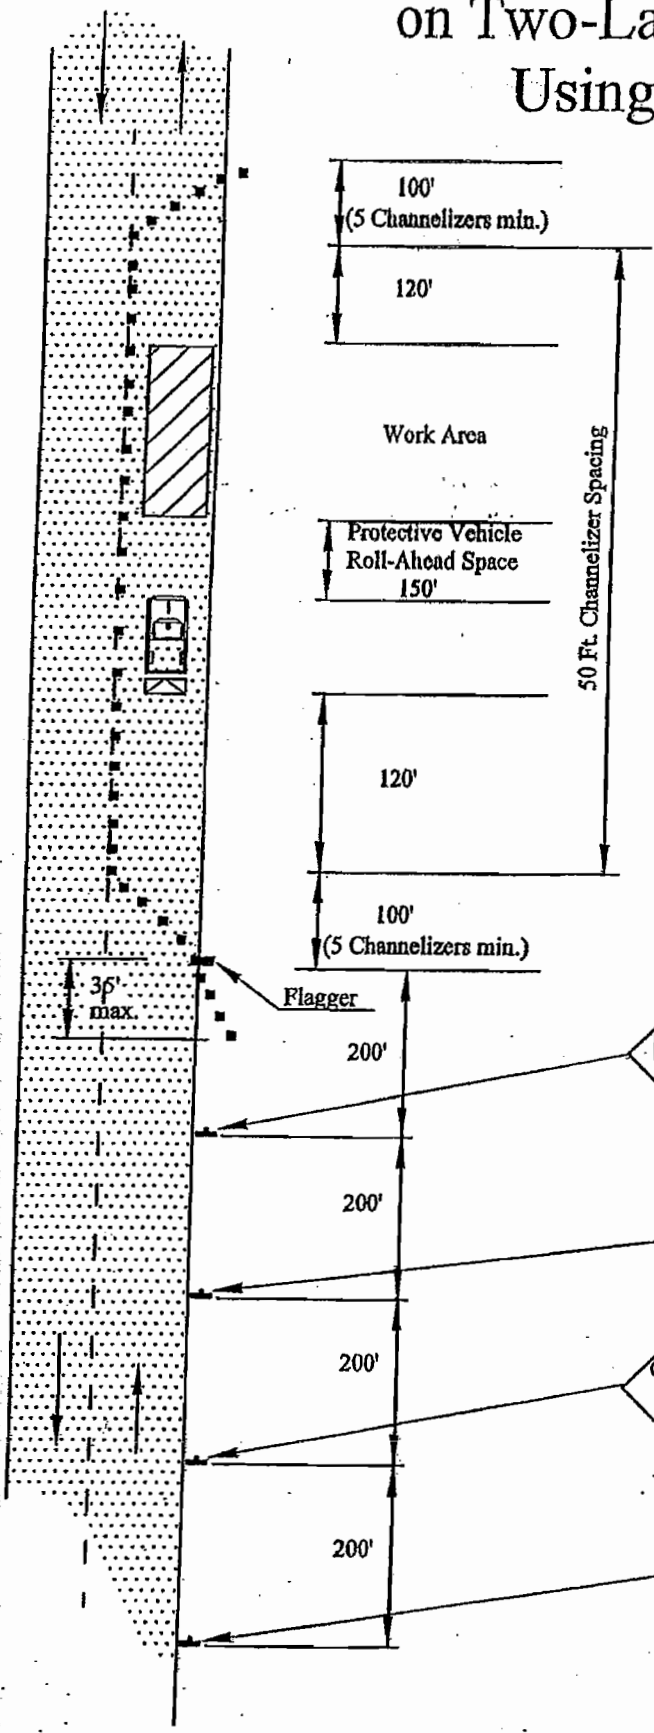 on Two-La
Using
100'
(5 Channelizers min.)
120'
Work Area
Protective Vehicle
Roll-Ahead Space
150'
50 Ft. Channelizer Spacing
120'
100'
(5 Channelizers min.)
36'
max.
Flagger
200'
200'
200'
200'